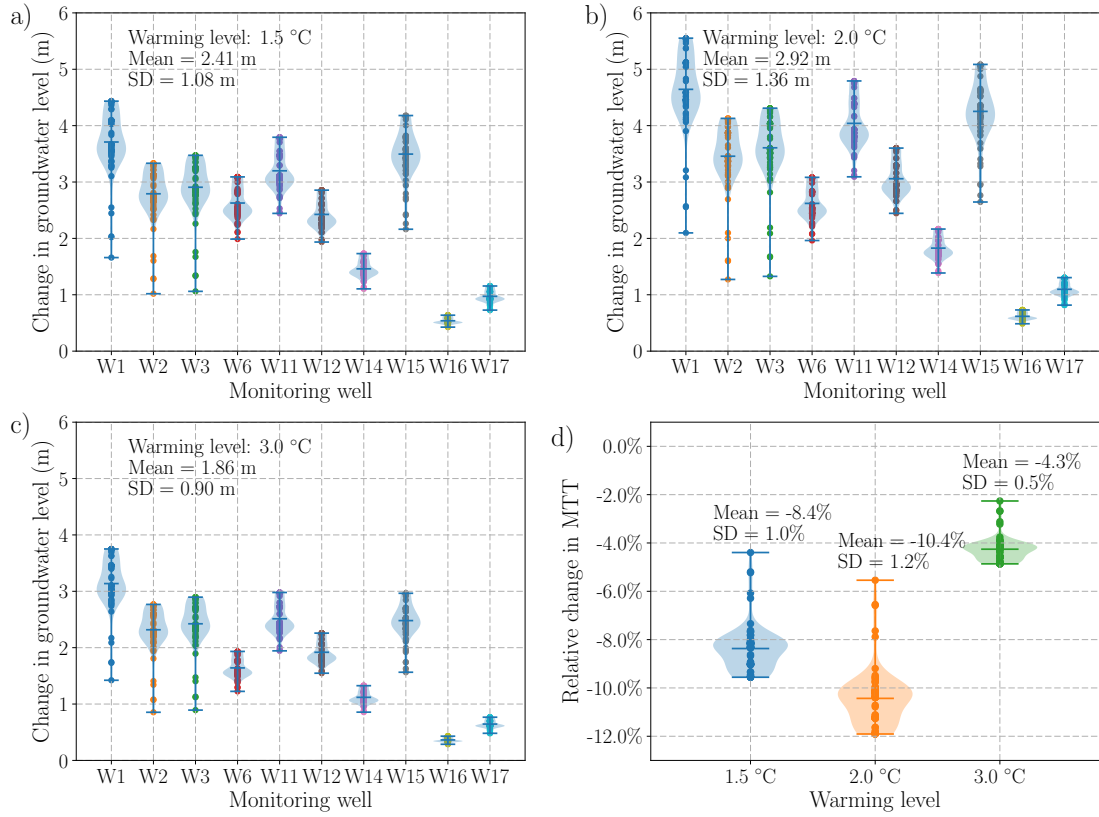 a)
Warming level: 1.5 °C
Mean = 2.41 m
SD = 1.08 m
Change in groundwater level (m)
6
5
4
3
2
1
0
W1 W2 W3 W6 W11 W12 W14 W15 W16 W17
Monitoring well
b)
Warming level: 2.0 °C
Mean = 2.92 m
SD = 1.36 m
Change in groundwater level (m)
6
5
4
3
2
1
0
W1 W2 W3 W6 W11 W12 W14 W15 W16 W17
Monitoring well
c)
Warming level: 3.0 °C
Mean = 1.86 m
SD = 0.90 m
Change in groundwater level (m)
6
5
4
3
2
1
0
W1 W2 W3 W6 W11 W12 W14 W15 W16 W17
Monitoring well
d)
Mean = -4.3%
SD = 0.5%
Mean = -8.4%
SD = 1.0%
Mean = -10.4%
SD = 1.2%
Relative change in MTT
0.0%
-2.0%
-4.0%
-6.0%
-8.0%
-10.0%
-12.0%
1.5 °C 2.0 °C 3.0 °C
Warming level